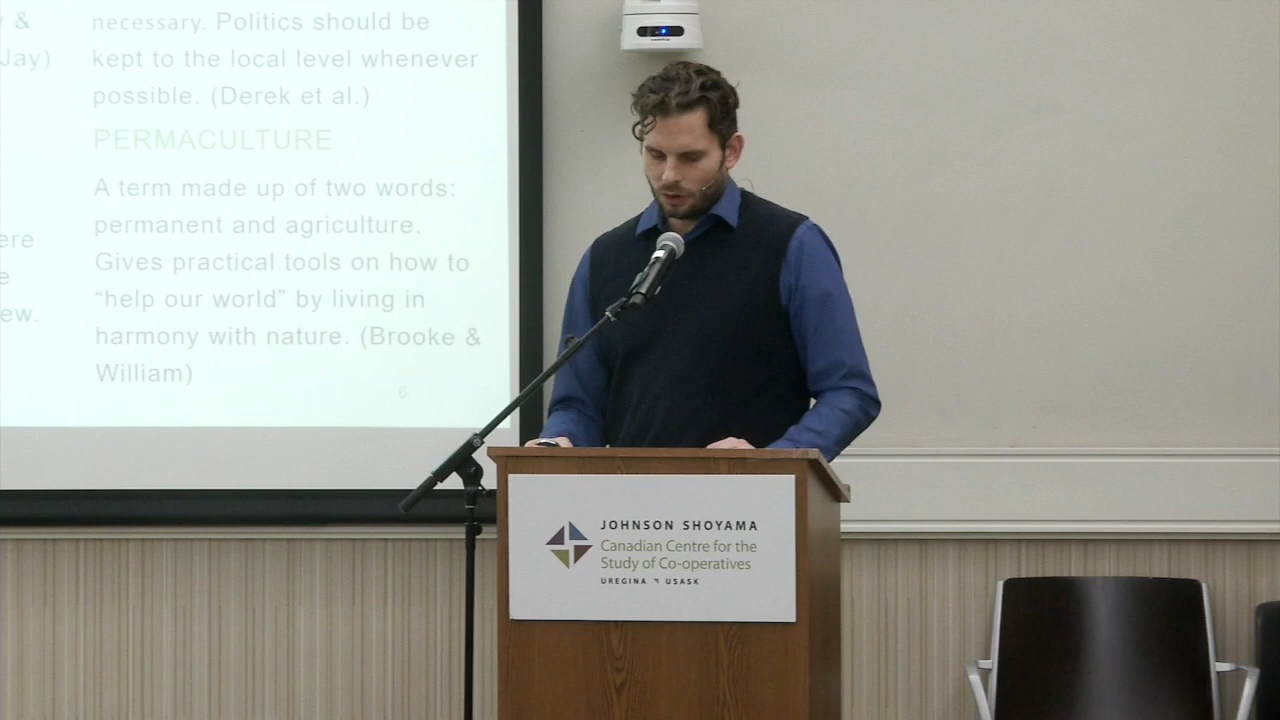 & 
Jay)
ere
e
ew.
necessary. Politics should be
kept to the local level whenever
possible. (Derek et al.)
PERMACULTURE
A term made up of two words:
permanent and agriculture.
Gives practical tools on how to
“help our world” by living in
harmony with nature. (Brooke &
William)
6
JOHNSON SHOYAMA
Canadian Centre for the
Study of Co-operatives
UREGINA USASK